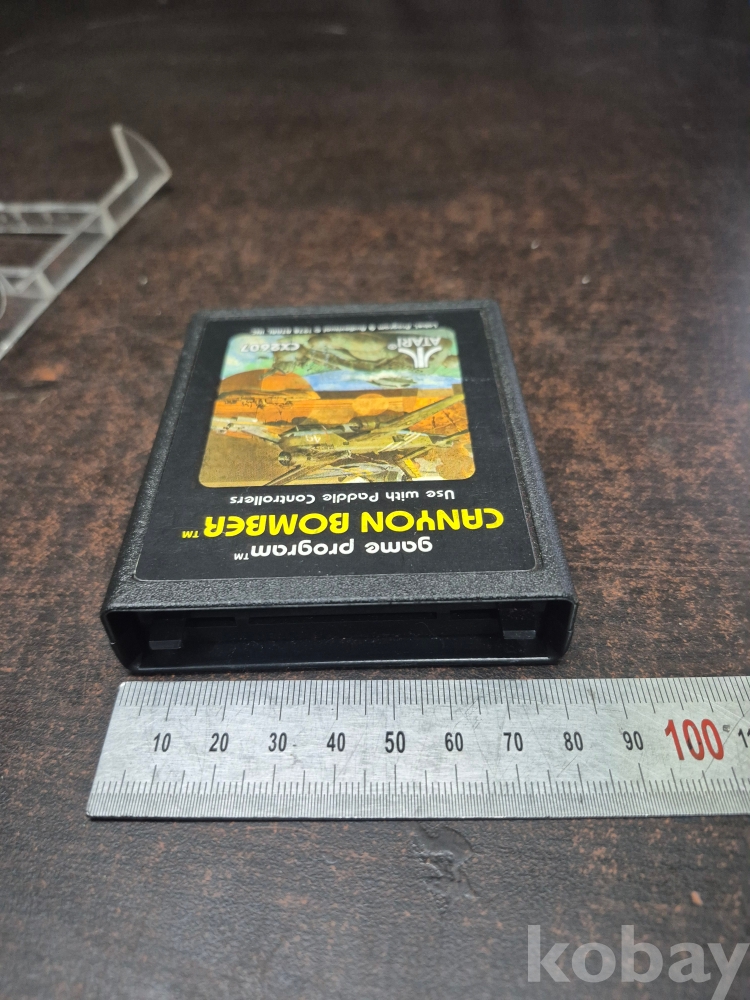 game program™
CANYON BOMBER™
Use with Paddle Controllers
ATARI®
CX2607
10 20 30 40 50 60 70 80 90 100
kobay